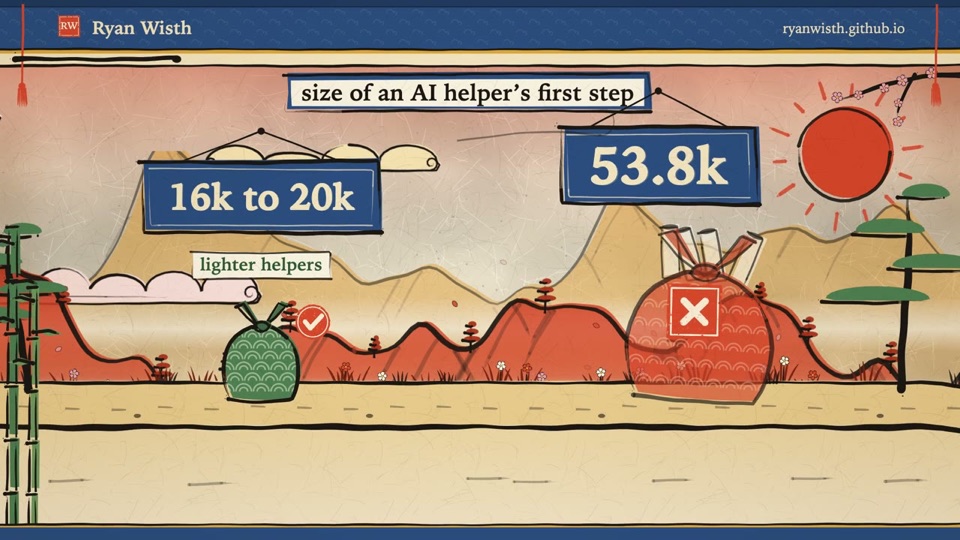 RW Ryan Wisth
ryanwisth.github.io
size of an AI helper's first step
16k to 20k
53.8k
lighter helpers